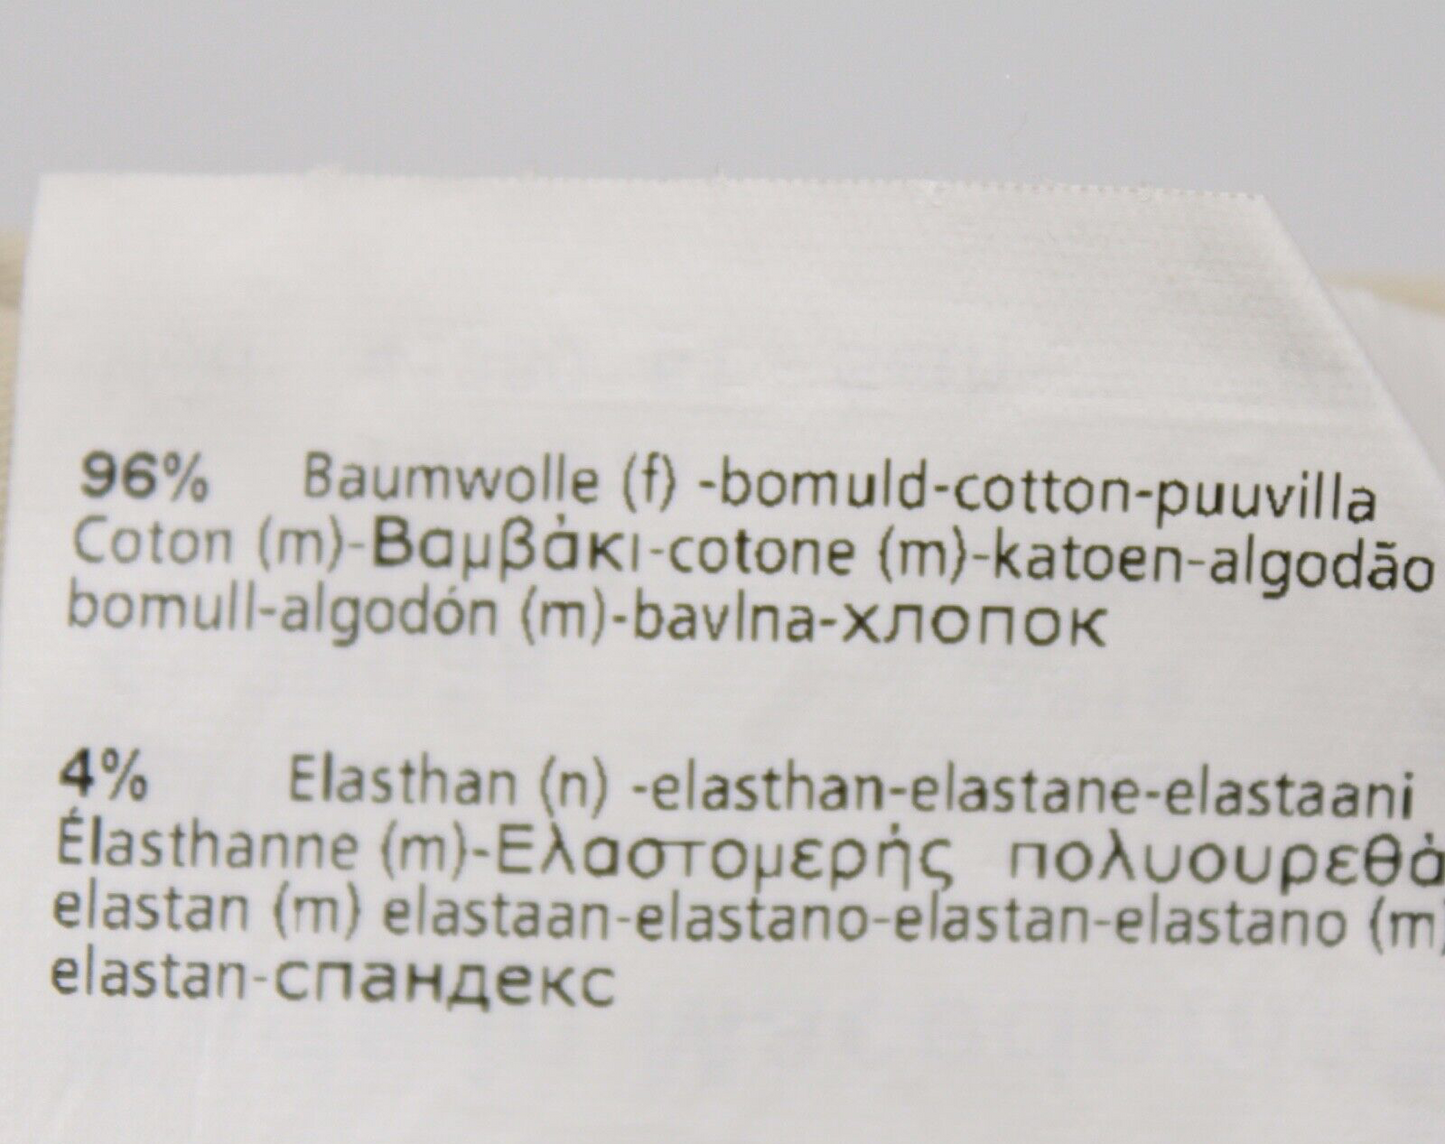 96% Baumwolle (f) -bomuld-cotton-puuvilla
Coton (m)-Βαμβάκι-cotone (m)-katoen-algodão
bomull-algodón (m)-bavlna-хлопок
4% Elasthan (n) -elasthan-elastane-elastaani
Élasthanne (m)-Ελαστομερής πολυουρεθά
elastan (m) elastaan-elastano-elastan-elastano (m)
elastan-спандекс